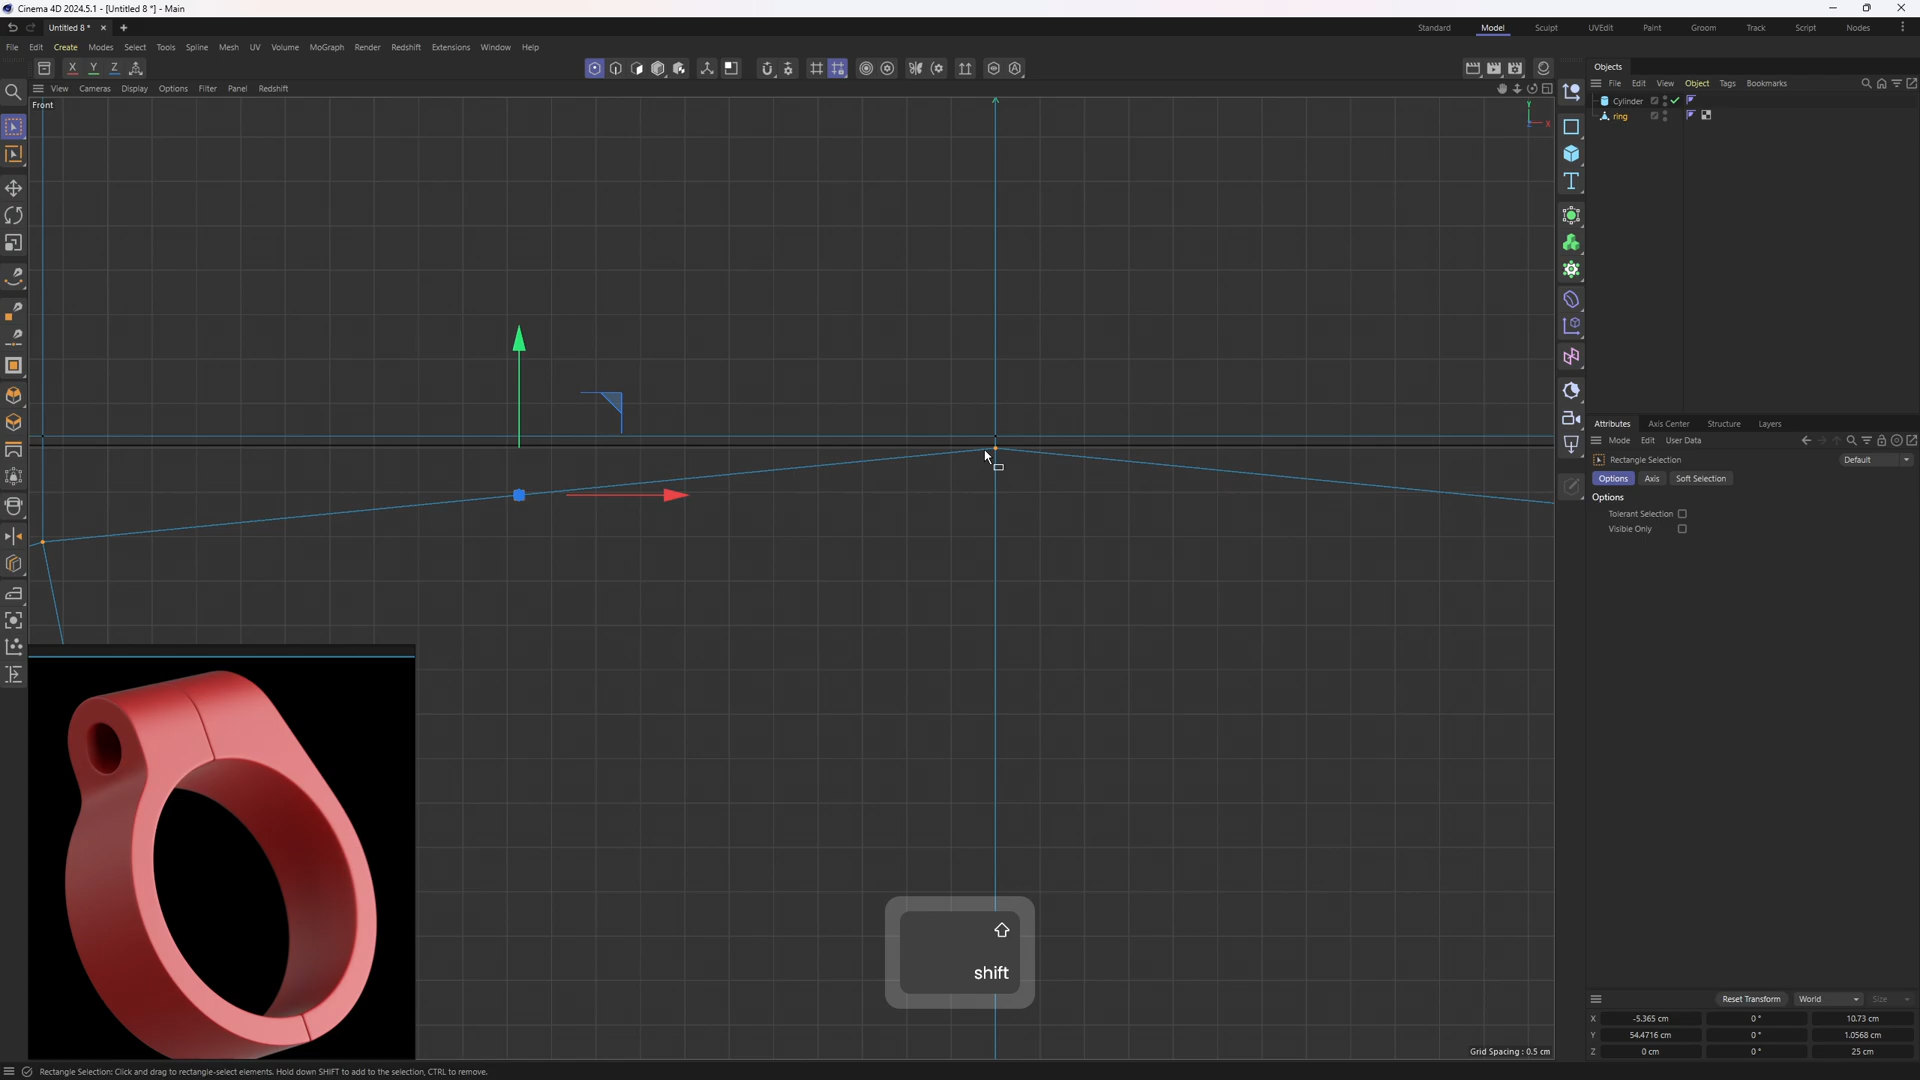 Cinema 4D 2024.5.1 - [Untitled 8 *] - Main
Untitled 8 *
Standard Model Sculpt UVEdit Paint Groom Track Script Nodes
File Edit Create Modes Select Tools Spline Mesh UV Volume MoGraph Render Redshift Extensions Window Help
X Y Z
Objects
View Cameras Display Options Filter Panel Redshift
File Edit View Object Tags Bookmarks
Front
Y
X
Z
Cylinder
ring
Attributes Axis Center Structure Layers
Mode Edit User Data
Rectangle Selection Default
Options Axis Soft Selection
Options
Tolerant Selection
Visible Only
shift
Reset Transform World Size
X -5.365 cm 0 ° 10.73 cm
Y 54.4716 cm 0 ° 1.0568 cm
Z 0 cm 0 ° 25 cm
Grid Spacing : 0.5 cm
Rectangle Selection: Click and drag to rectangle-select elements. Hold down SHIFT to add to the selection, CTRL to remove.